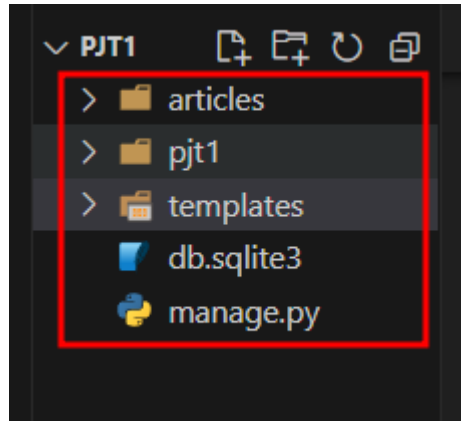 PJT1
articles
pjt1
templates
db.sqlite3
manage.py